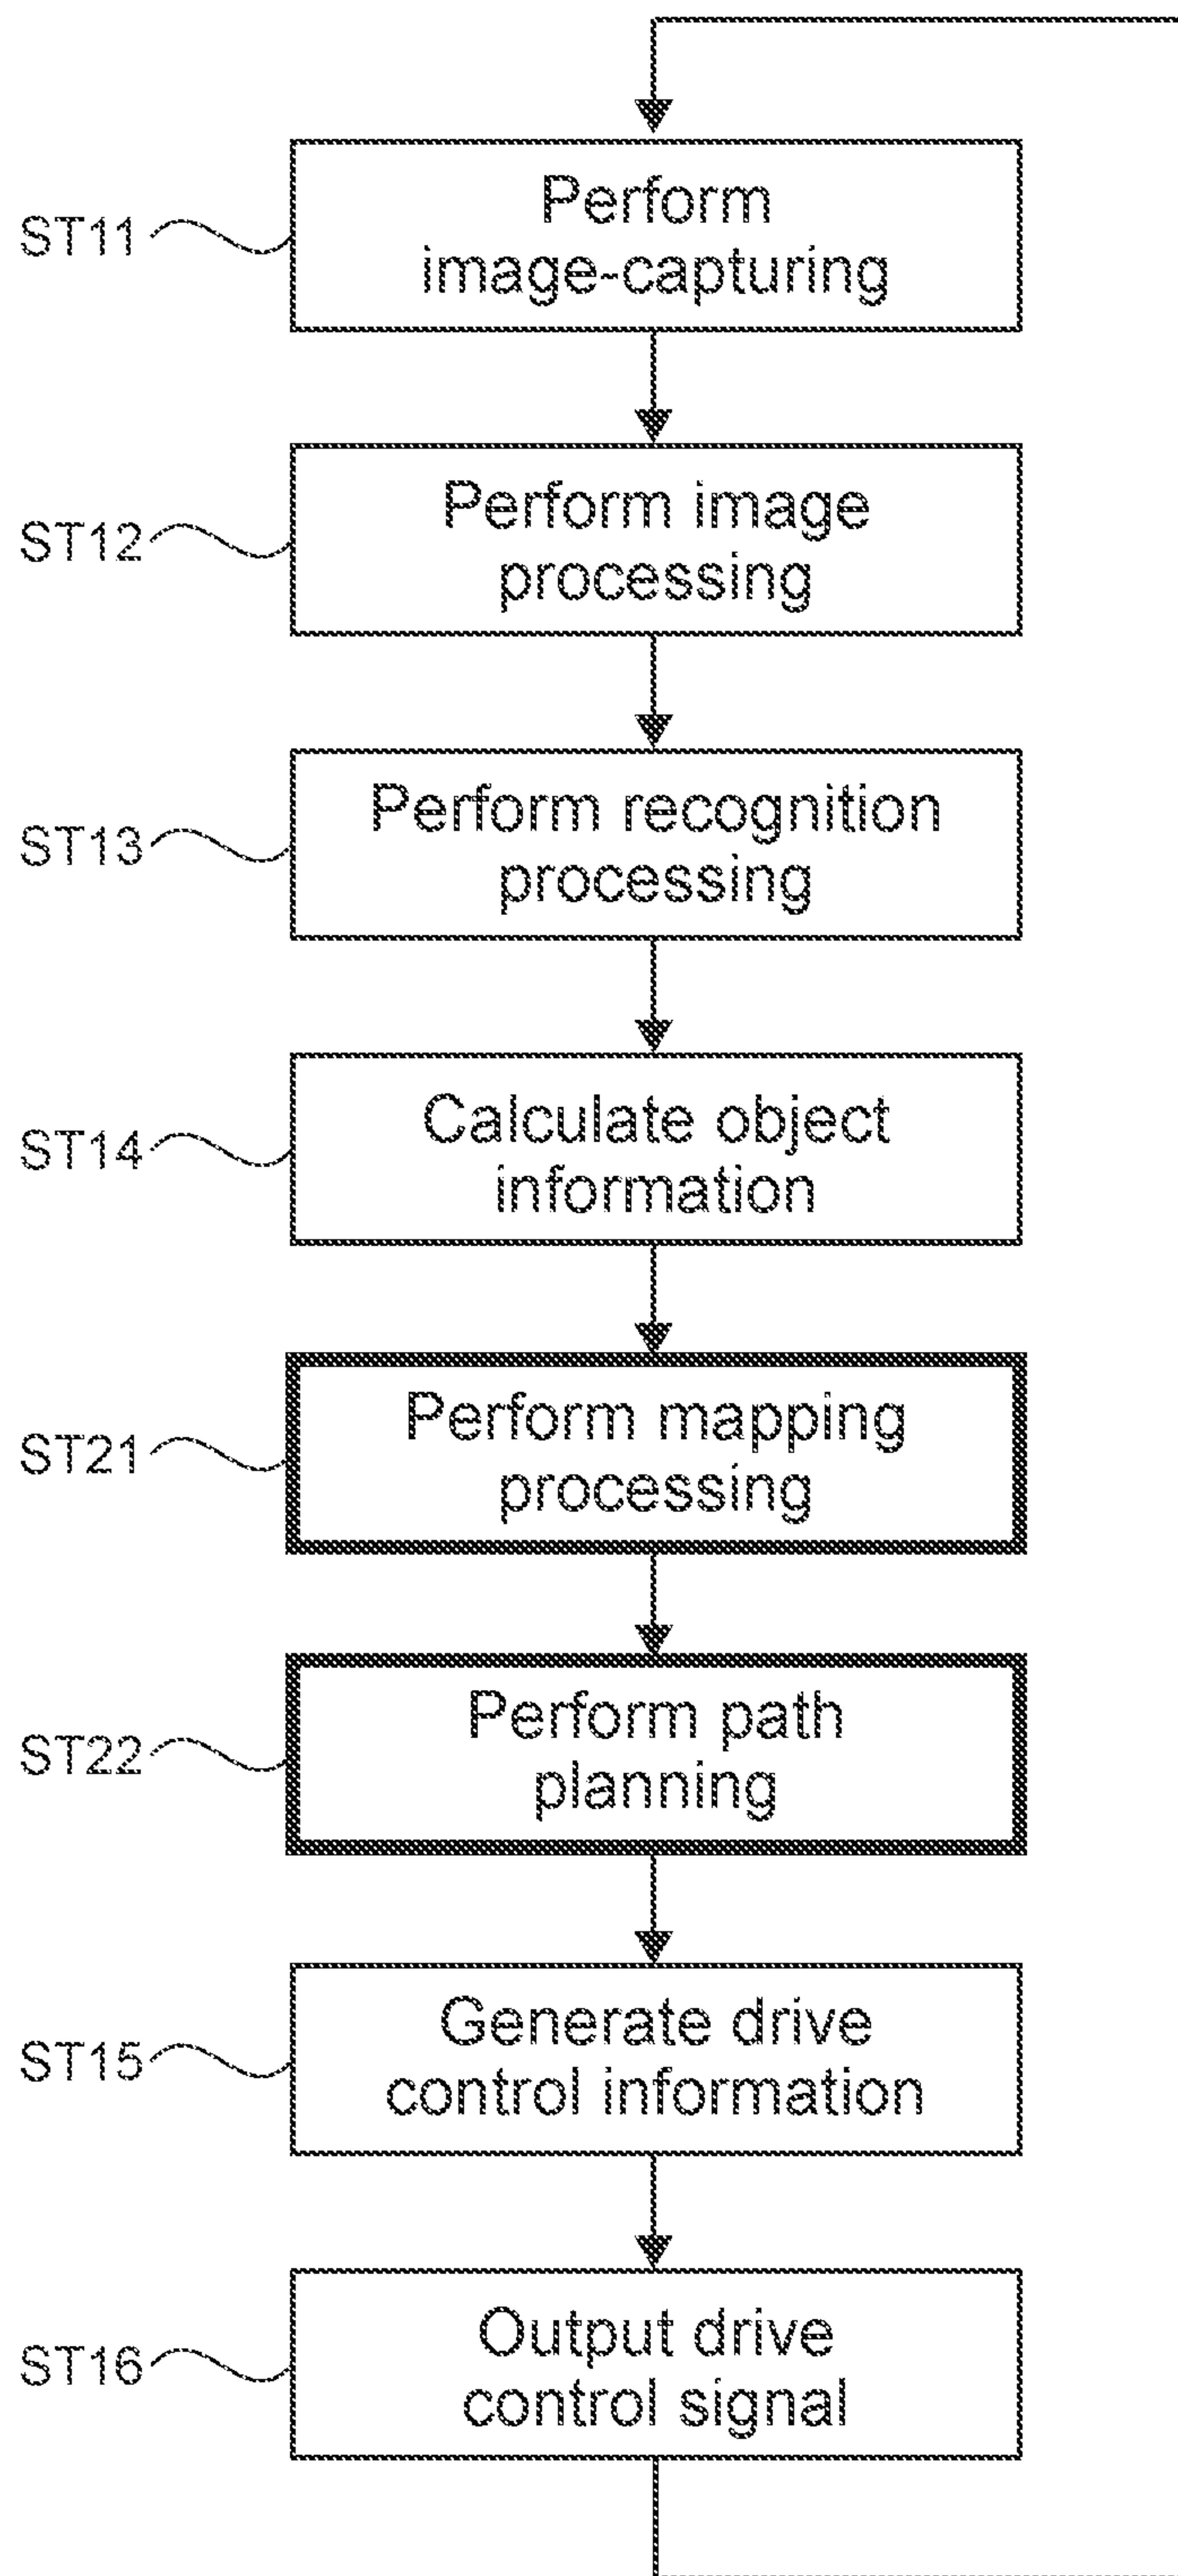 ST11
Perform
image-capturing
ST12
Perform image
processing
ST13
Perform recognition
processing
ST14
Calculate object
information
ST21
Perform mapping
processing
ST22
Perform path
planning
ST15
Generate drive
control information
ST16
Output drive
control signal